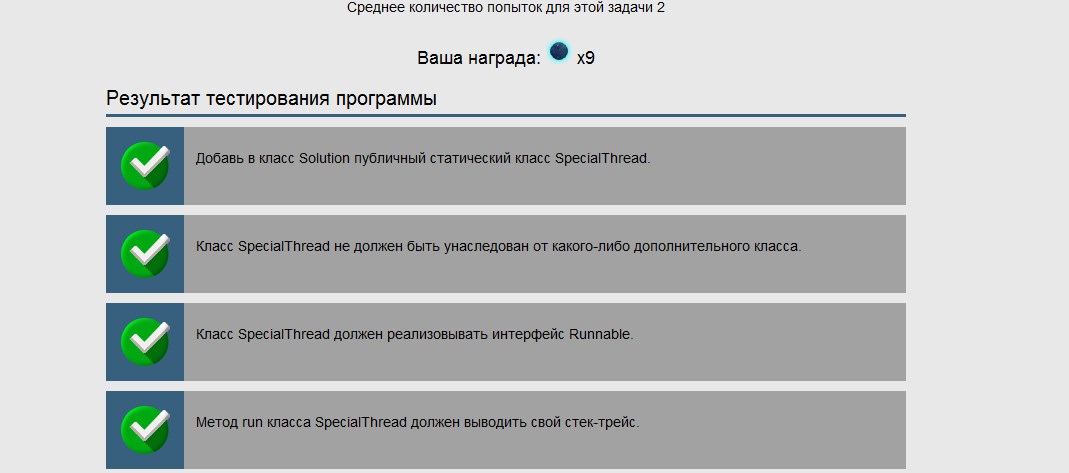 Среднее количество попыток для этой задачи 2
Ваша награда: x9
Результат тестирования программы
Добавь в класс Solution публичный статический класс SpecialThread.
Класс SpecialThread не должен быть унаследован от какого-либо дополнительного класса.
Класс SpecialThread должен реализовывать интерфейс Runnable.
Метод run класса SpecialThread должен выводить свой стек-трейс.